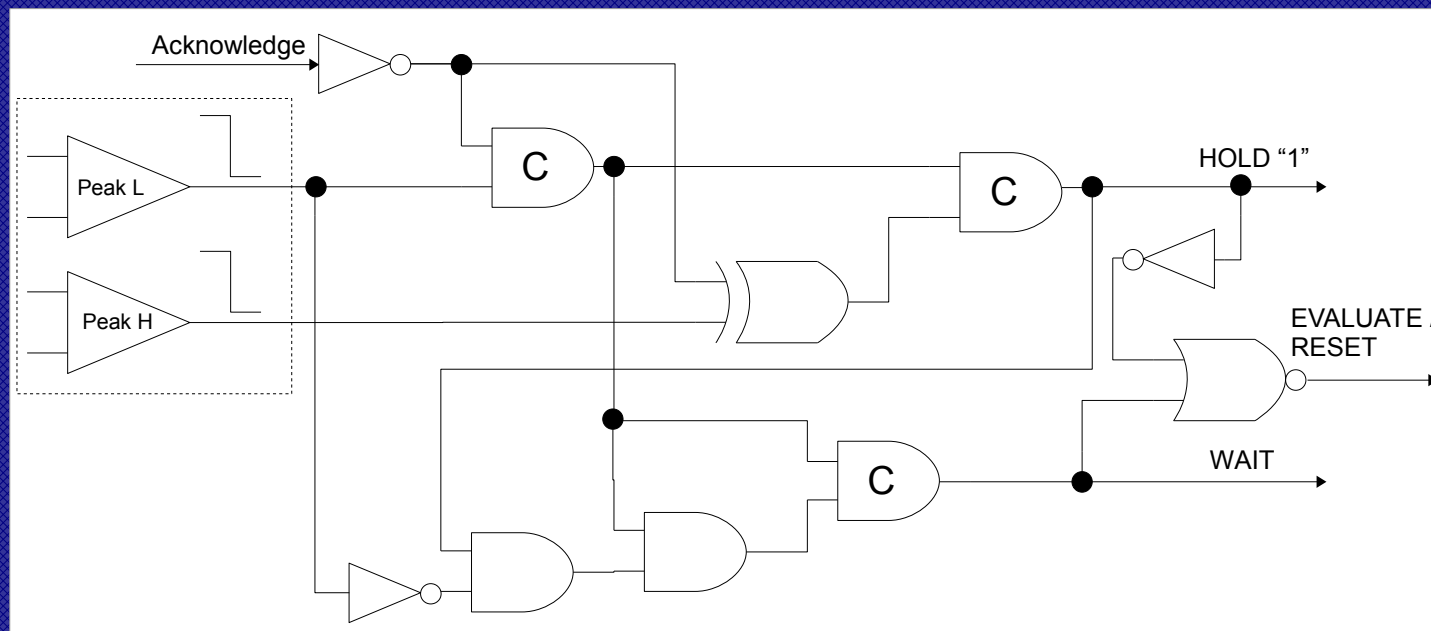 Acknowledge
Peak L
C
C
HOLD “1”
Peak H
EVALUATE
RESET
C
WAIT